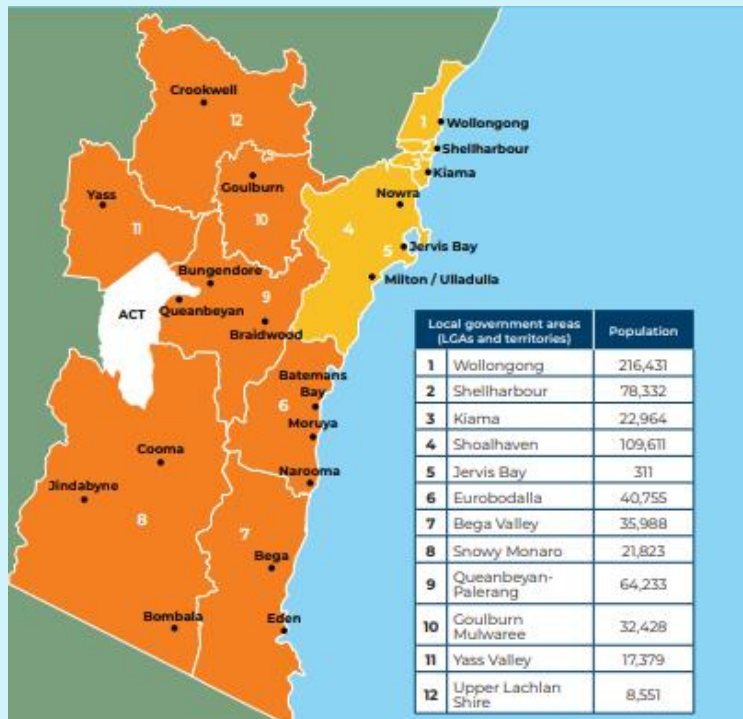 Crookwell
12
1
Wollongong
2
Shellharbour
3
Kiama
Goulburn
10
Yass
11
Nowra
4
5
Jervis Bay
Bungendore
9
Milton / Ulladulla
Queanbeyan
ACT
Braidwood
Batemans
Bay
6
Moruya
Cooma
Narooma
Jindabyne
8
7
Bega
Bombala
Eden
Local government areas
(LGAs and territories)
Population
1 Wollongong 216,431
2 Shellharbour 78,332
3 Kiama 22,964
4 Shoalhaven 109,611
5 Jervis Bay 311
6 Eurobodalla 40,755
7 Bega Valley 35,988
8 Snowy Monaro 21,823
9 Queanbeyan-
Palerang 64,233
10 Goulburn
Mulwaree 32,428
11 Yass Valley 17,379
12 Upper Lachlan
Shire 8,551